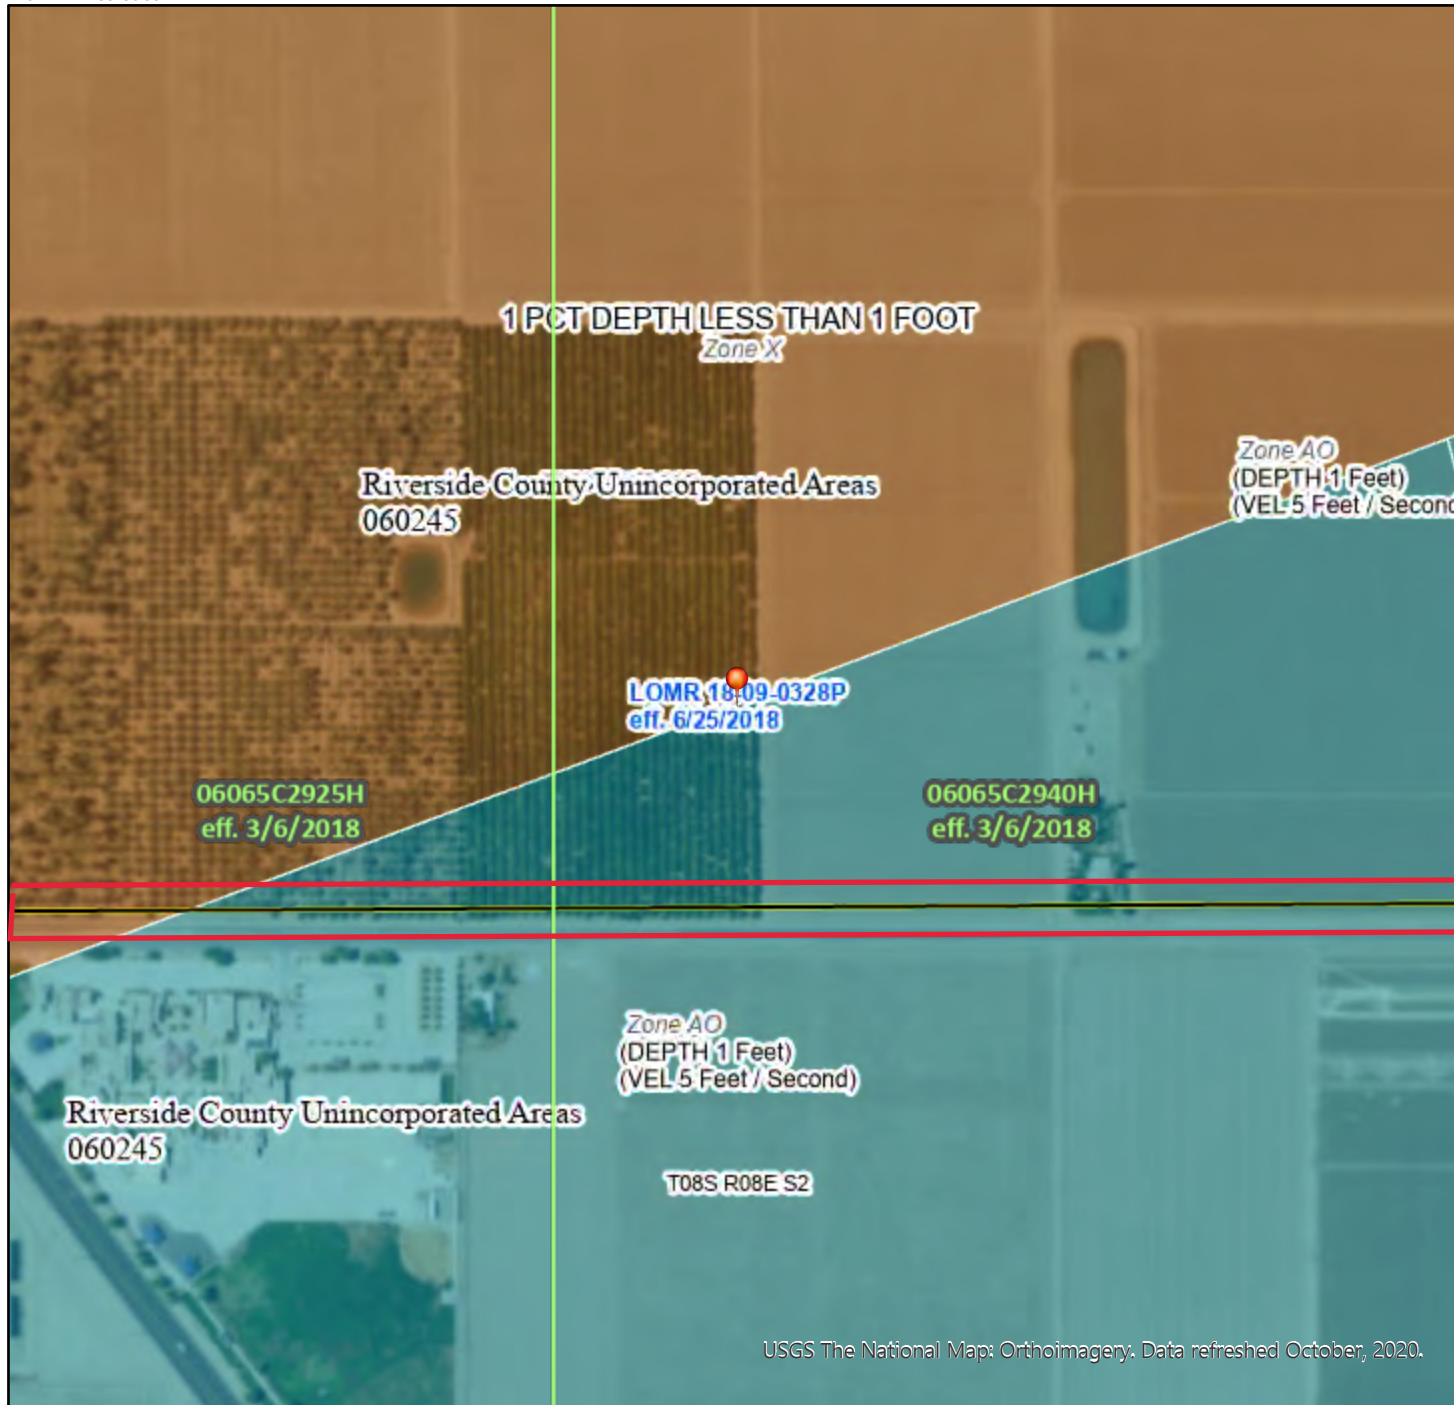 1 PCT DEPTH LESS THAN 1 FOOT
Zone X
Zone AO
(DEPTH 1 Feet)
(VEL 5 Feet / Secon
Riverside County Unincorporated Areas
060245
LOMR 18-09-0328P
eff. 6/25/2018
06065C2925H
eff. 3/6/2018
06065C2940H
eff. 3/6/2018
Zone AO
(DEPTH 1 Feet)
(VEL 5 Feet / Second)
Riverside County Unincorporated Areas
060245
T08S R08E S2
USGS The National Map: Orthoimagery. Data refreshed October, 2020.